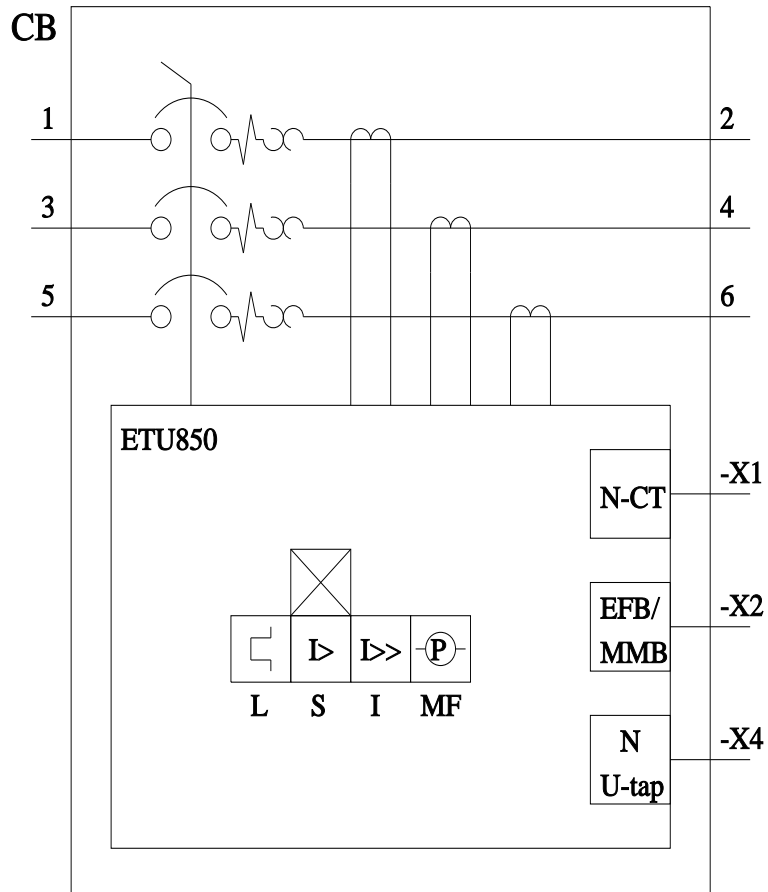 CB
1
2
3
4
5
6
ETU850
N-CT
-X1
EFB/
MMB
-X2
N
U-tap
-X4
I>
I>>
P
L
S
I
MF